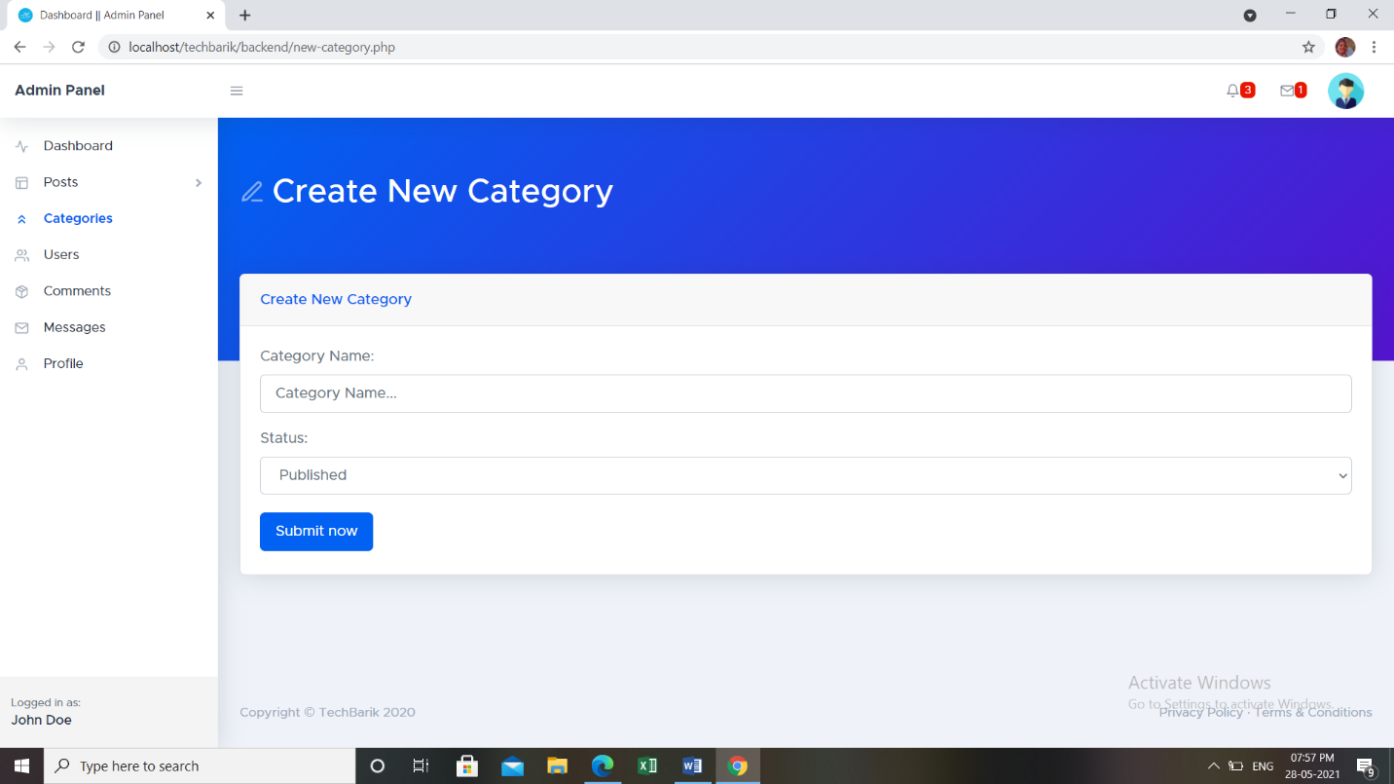 Dashboard || Admin Panel
localhost/techbarik/backend/new-category.php
Admin Panel
3
1
Dashboard
Posts
Categories
Users
Comments
Messages
Profile
Logged in as:
John Doe
Create New Category
Create New Category
Category Name:
Category Name...
Status:
Published
Submit now
Activate Windows
Go to Settings to activate Windows.
Copyright © TechBarik 2020
Privacy Policy · Terms & Conditions
Type here to search
ENG
07:57 PM
28-05-2021
9